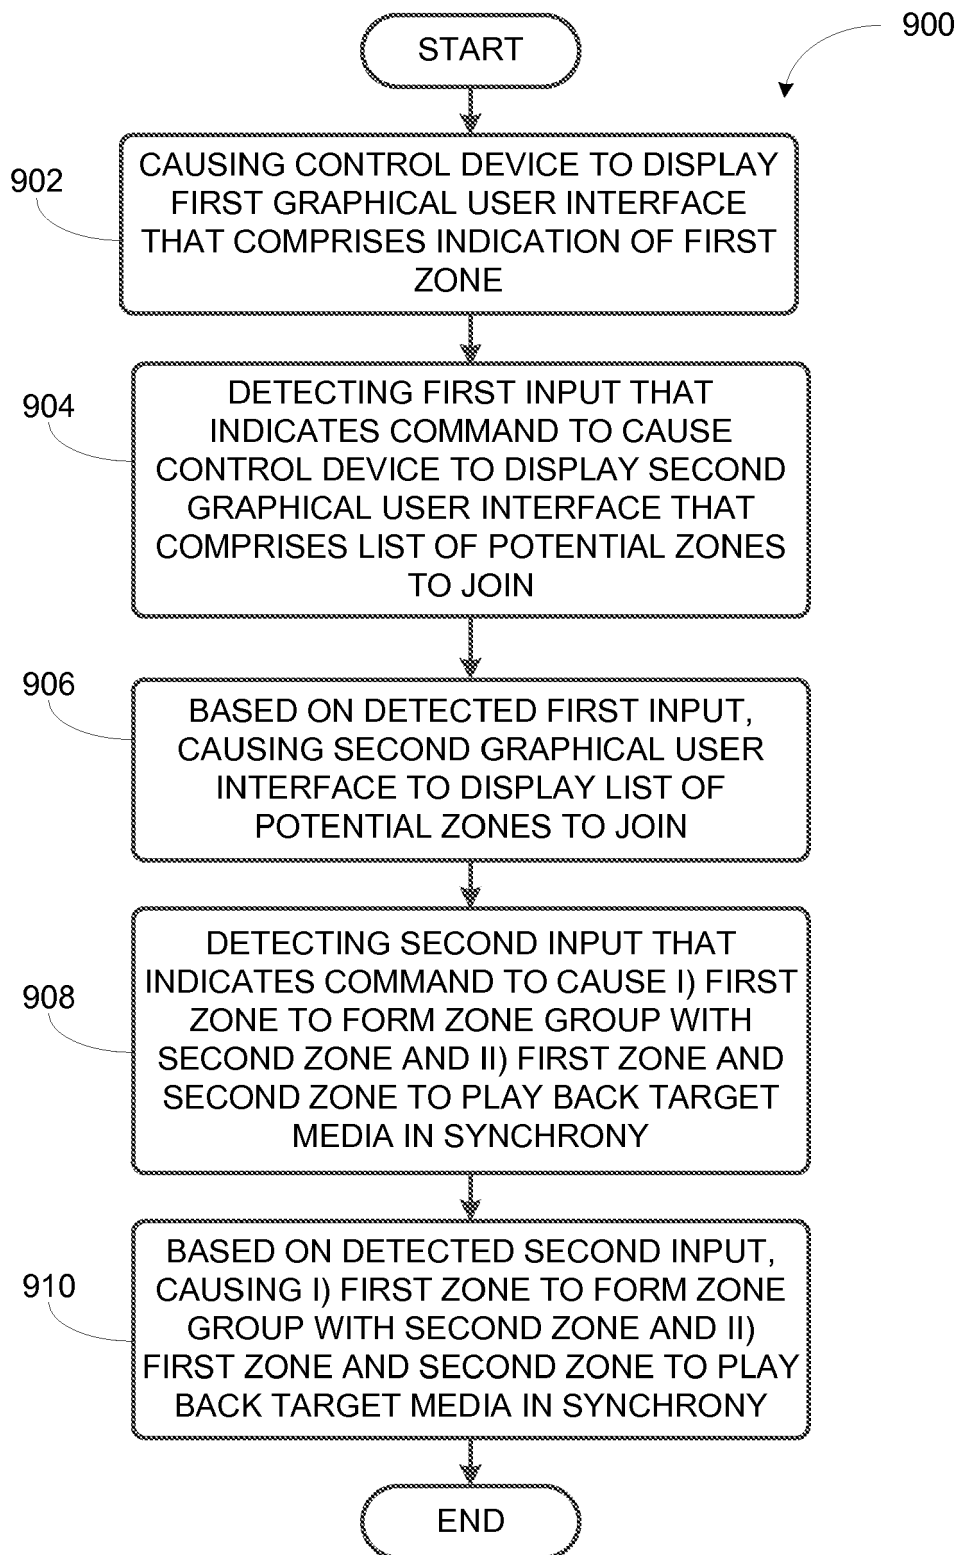 START
900
902
CAUSING CONTROL DEVICE TO DISPLAY
FIRST GRAPHICAL USER INTERFACE
THAT COMPRISES INDICATION OF FIRST
ZONE
904
DETECTING FIRST INPUT THAT
INDICATES COMMAND TO CAUSE
CONTROL DEVICE TO DISPLAY SECOND
GRAPHICAL USER INTERFACE THAT
COMPRISES LIST OF POTENTIAL ZONES
TO JOIN
906
BASED ON DETECTED FIRST INPUT,
CAUSING SECOND GRAPHICAL USER
INTERFACE TO DISPLAY LIST OF
POTENTIAL ZONES TO JOIN
908
DETECTING SECOND INPUT THAT
INDICATES COMMAND TO CAUSE I) FIRST
ZONE TO FORM ZONE GROUP WITH
SECOND ZONE AND II) FIRST ZONE AND
SECOND ZONE TO PLAY BACK TARGET
MEDIA IN SYNCHRONY
910
BASED ON DETECTED SECOND INPUT,
CAUSING I) FIRST ZONE TO FORM ZONE
GROUP WITH SECOND ZONE AND II)
FIRST ZONE AND SECOND ZONE TO PLAY
BACK TARGET MEDIA IN SYNCHRONY
END